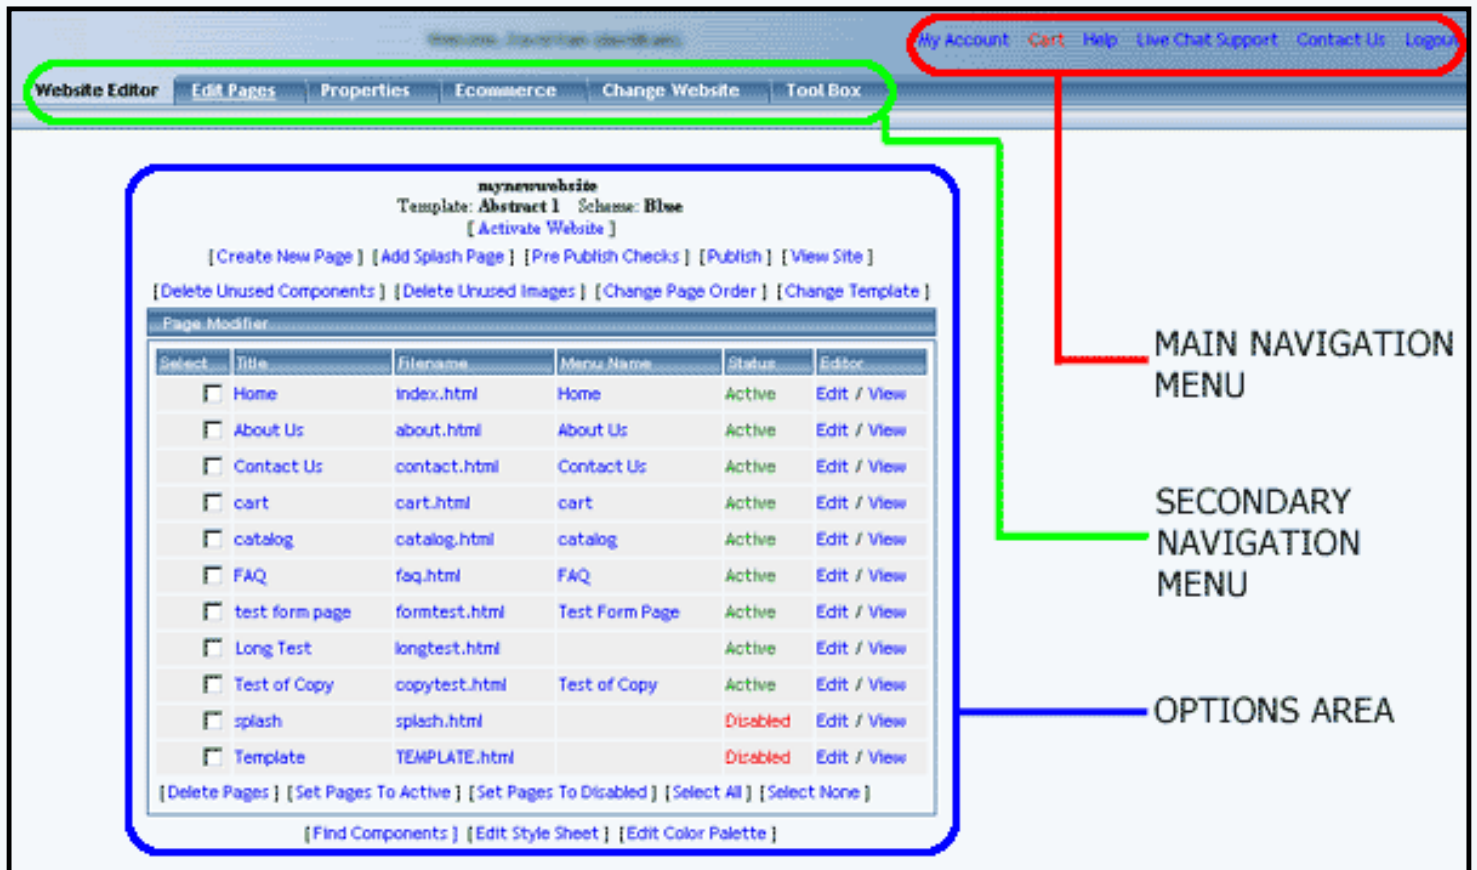 My Account Cart Help Live Chat Support Contact Us Logout
Website Editor Edit Pages Properties Ecommerce Change Website Tool Box
mynewwebsite
Template: Abstract 1 Scheme: Blue
[ Activate Website ]
[ Create New Page ] [ Add Splash Page ] [ Pre Publish Checks ] [ Publish ] [ View Site ]
[ Delete Unused Components ] [ Delete Unused Images ] [ Change Page Order ] [ Change Template ]
Page Modifier
Select Title Filename Menu Name Status Editor
Home index.html Home Active Edit / View
About Us about.html About Us Active Edit / View
Contact Us contact.html Contact Us Active Edit / View
cart cart.html cart Active Edit / View
catalog catalog.html catalog Active Edit / View
FAQ faq.html FAQ Active Edit / View
test form page formtest.html Test Form Page Active Edit / View
Long Test longtest.html Active Edit / View
Test of Copy copytest.html Test of Copy Active Edit / View
splash splash.html Disabled Edit / View
Template TEMPLATE.html Disabled Edit / View
[ Delete Pages ] [ Set Pages To Active ] [ Set Pages To Disabled ] [ Select All ] [ Select None ]
[ Find Components ] [ Edit Style Sheet ] [ Edit Color Palette ]
MAIN NAVIGATION
MENU
SECONDARY
NAVIGATION
MENU
OPTIONS AREA